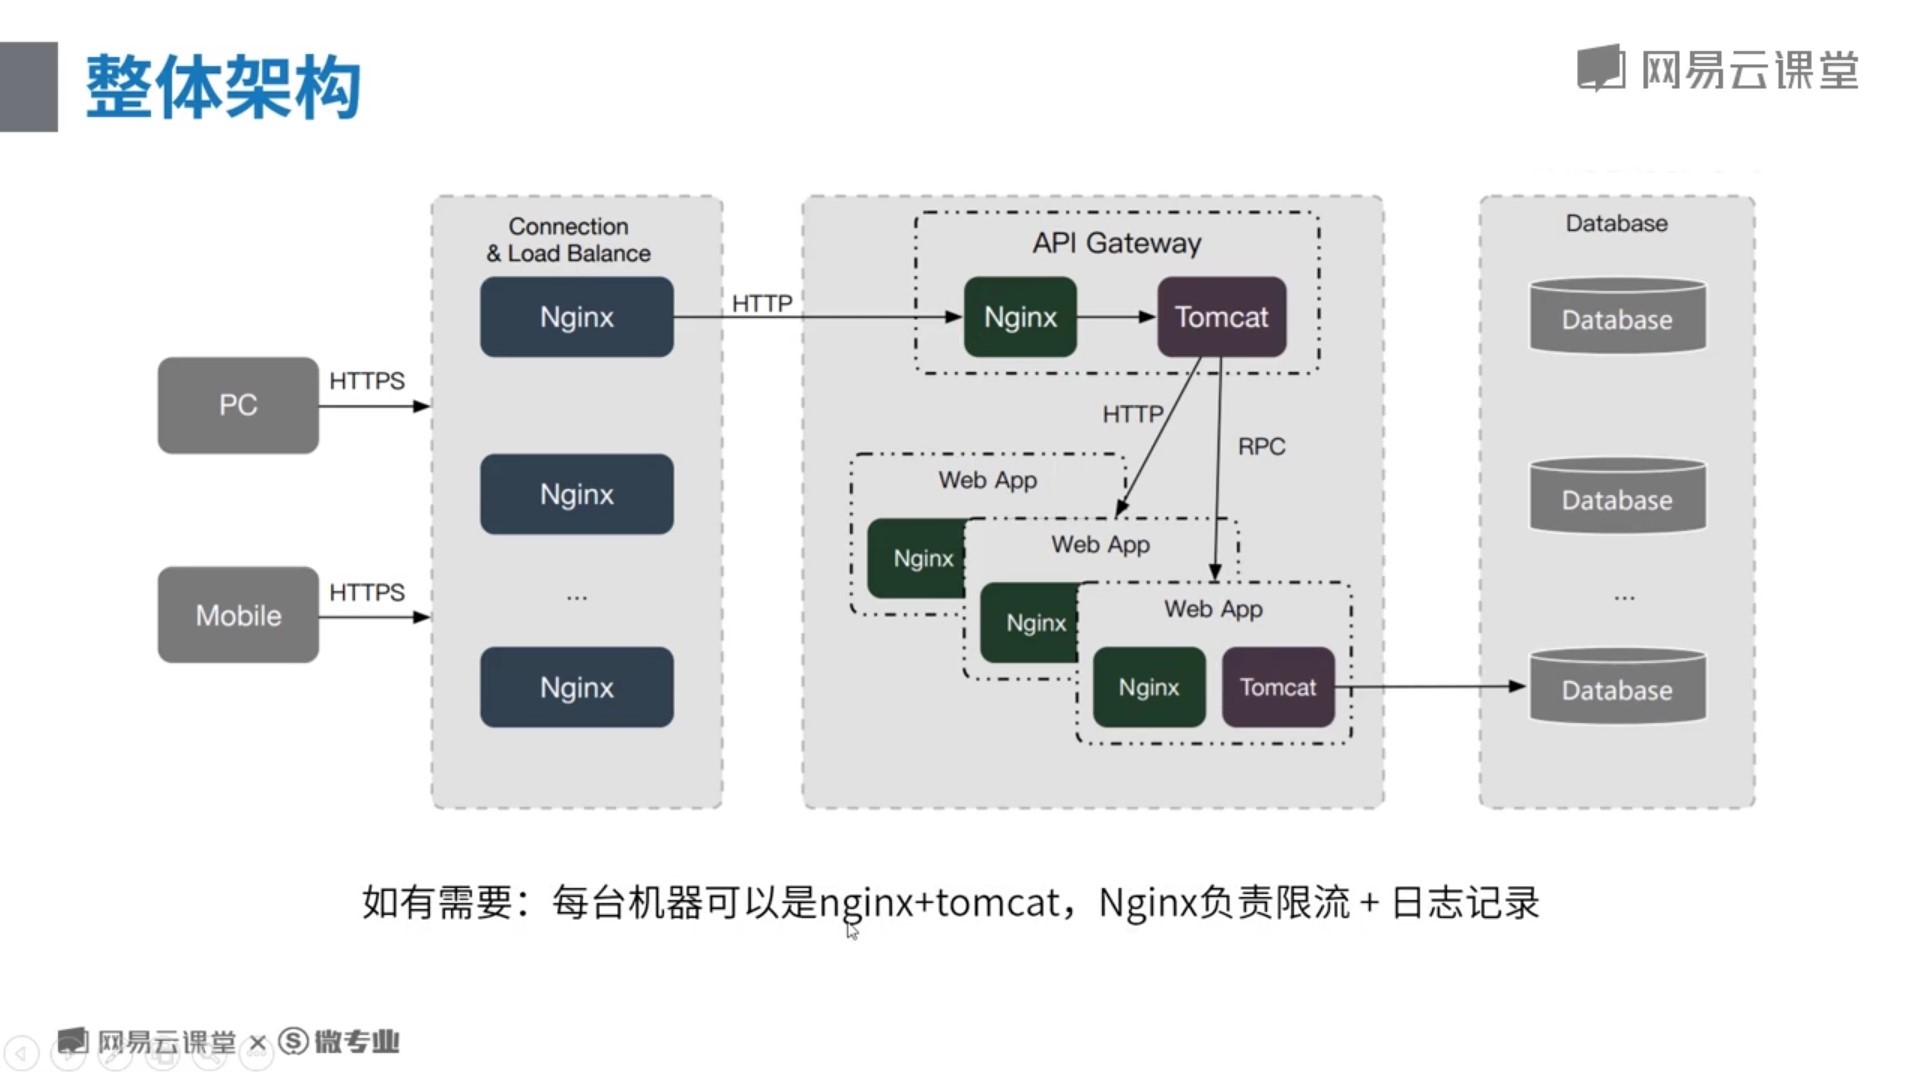 整体架构
网易云课堂
Connection
& Load Balance
Nginx
Nginx
...
Nginx
PC
HTTPS
Mobile
HTTPS
HTTP
API Gateway
Nginx
Tomcat
HTTP
RPC
Web App
Nginx
Web App
Nginx
Web App
Nginx
Tomcat
Database
Database
Database
...
Database
如有需要：每台机器可以是nginx+tomcat，Nginx负责限流 + 日志记录
网易云课堂 × S 微专业